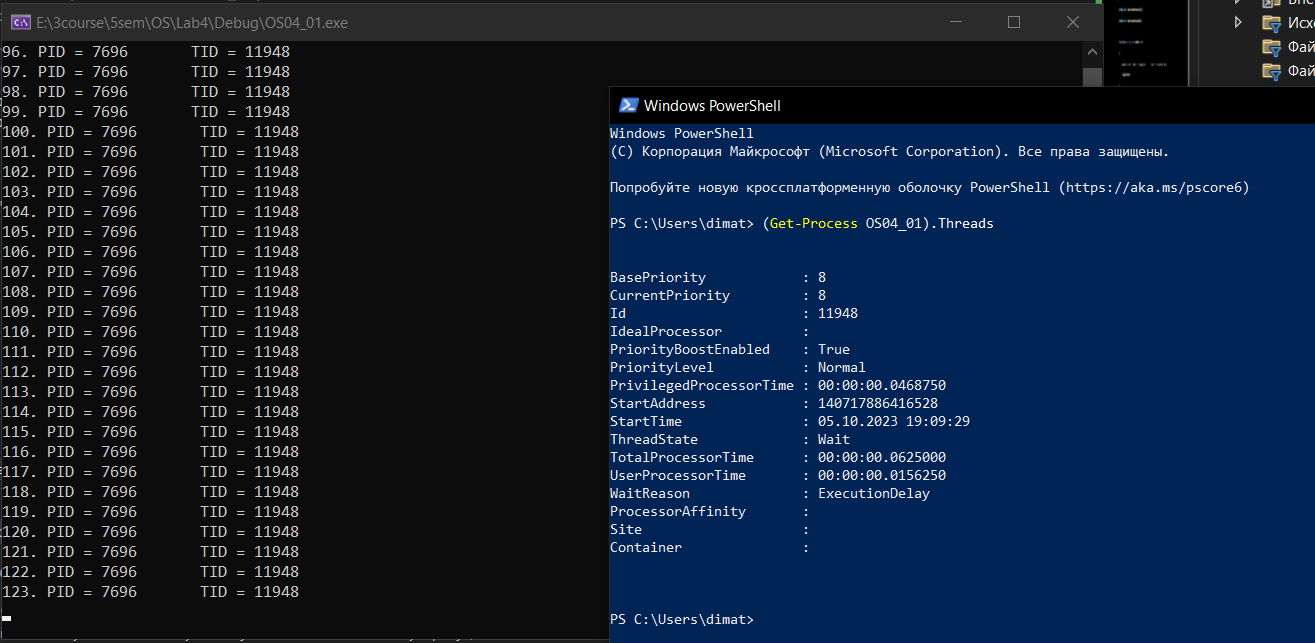 E:\3course\5sem\OS\Lab4\Debug\OS04_01.exe
96. PID = 7696 TID = 11948
97. PID = 7696 TID = 11948
98. PID = 7696 TID = 11948
99. PID = 7696 TID = 11948
100. PID = 7696 TID = 11948
101. PID = 7696 TID = 11948
102. PID = 7696 TID = 11948
103. PID = 7696 TID = 11948
104. PID = 7696 TID = 11948
105. PID = 7696 TID = 11948
106. PID = 7696 TID = 11948
107. PID = 7696 TID = 11948
108. PID = 7696 TID = 11948
109. PID = 7696 TID = 11948
110. PID = 7696 TID = 11948
111. PID = 7696 TID = 11948
112. PID = 7696 TID = 11948
113. PID = 7696 TID = 11948
114. PID = 7696 TID = 11948
115. PID = 7696 TID = 11948
116. PID = 7696 TID = 11948
117. PID = 7696 TID = 11948
118. PID = 7696 TID = 11948
119. PID = 7696 TID = 11948
120. PID = 7696 TID = 11948
121. PID = 7696 TID = 11948
122. PID = 7696 TID = 11948
123. PID = 7696 TID = 11948
Windows PowerShell
Windows PowerShell
(C) Корпорация Майкрософт (Microsoft Corporation). Все права защищены.
Попробуйте новую кроссплатформенную оболочку PowerShell (https://aka.ms/pscore6)
PS C:\Users\dimat> (Get-Process OS04_01).Threads
BasePriority : 8
CurrentPriority : 8
Id : 11948
IdealProcessor :
PriorityBoostEnabled : True
PriorityLevel : Normal
PrivilegedProcessorTime : 00:00:00.0468750
StartAddress : 140717886416528
StartTime : 05.10.2023 19:09:29
ThreadState : Wait
TotalProcessorTime : 00:00:00.0625000
UserProcessorTime : 00:00:00.0156250
WaitReason : ExecutionDelay
ProcessorAffinity :
Site :
Container :
PS C:\Users\dimat>
Исхо
Фай
Фай